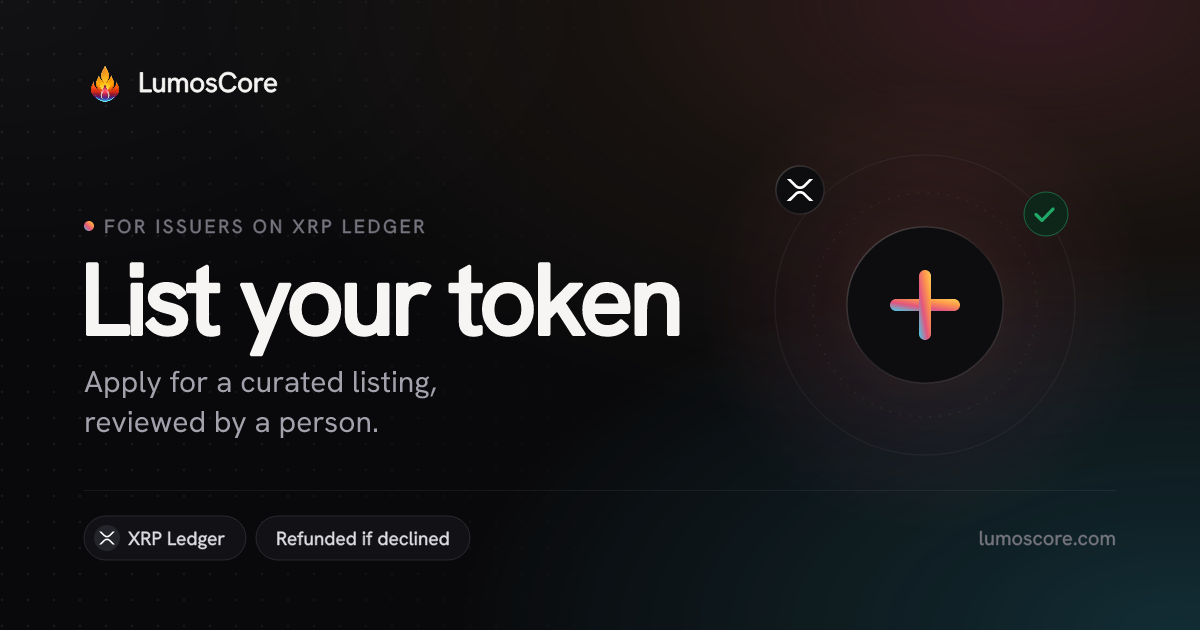 LumosCore
FOR ISSUERS ON XRP LEDGER
List your token
Apply for a curated listing,
reviewed by a person.
XRP Ledger
Refunded if declined
lumoscore.com